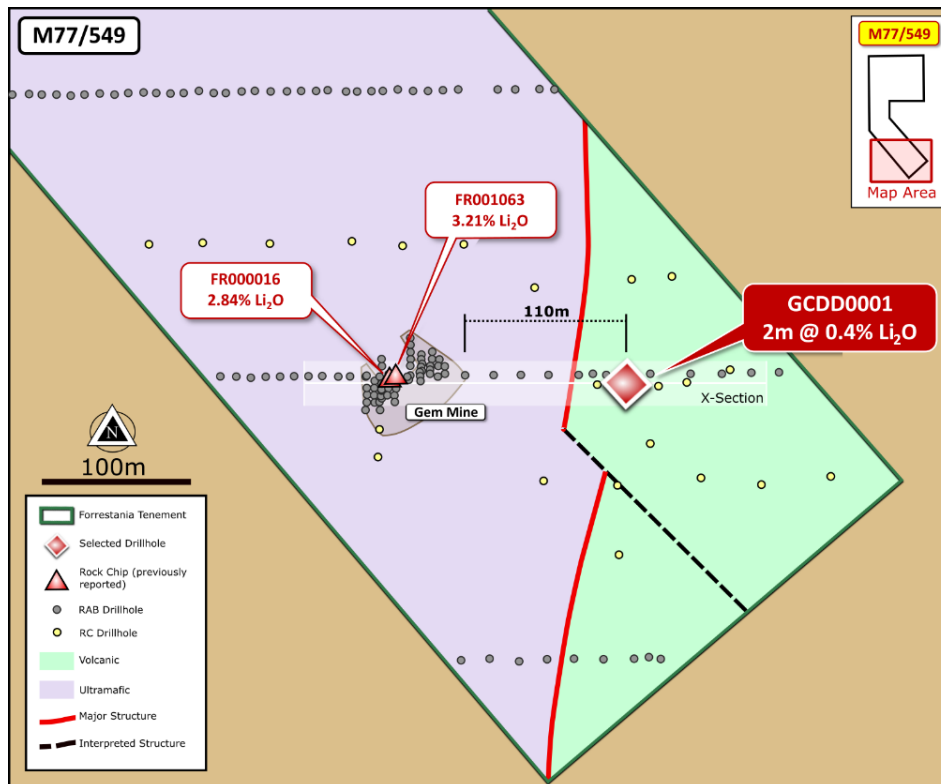 M77/549
M77/549
Map Area
FR001063
3.21% Li₂O
FR000016
2.84% Li₂O
GCDD0001
2m @ 0.4% Li₂O
110m
X-Section
Gem Mine
N
100m
Forrestania Tenement
Selected Drillhole
Rock Chip (previously
reported)
RAB Drillhole
RC Drillhole
Volcanic
Ultramafic
Major Structure
Interpreted Structure